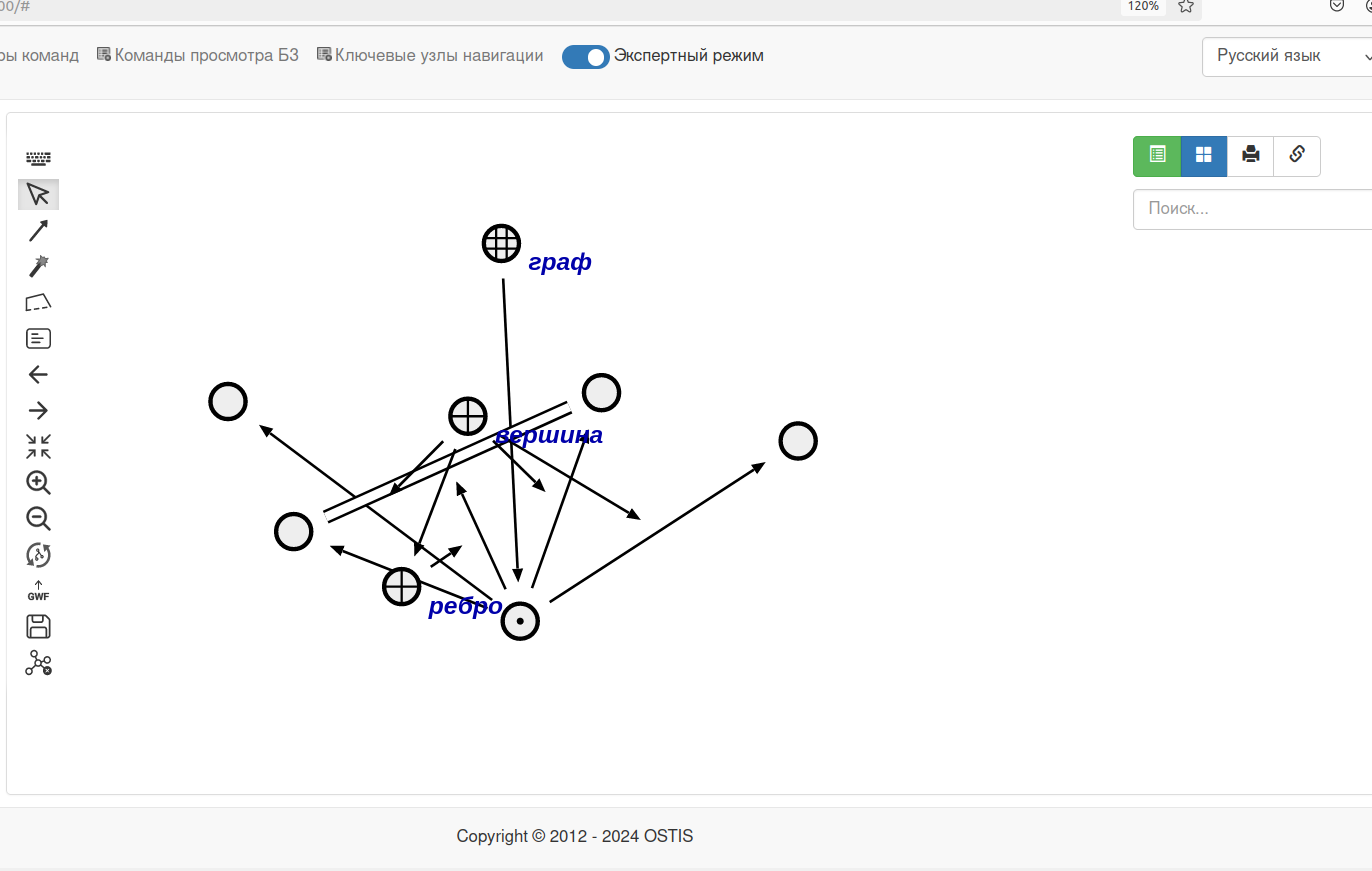 00/#
120%
ры команд
Команды просмотра БЗ
Ключевые узлы навигации
Экспертный режим
Русский язык
Поиск...
граф
вершина
ребро
GWF
Copyright © 2012 - 2024 OSTIS